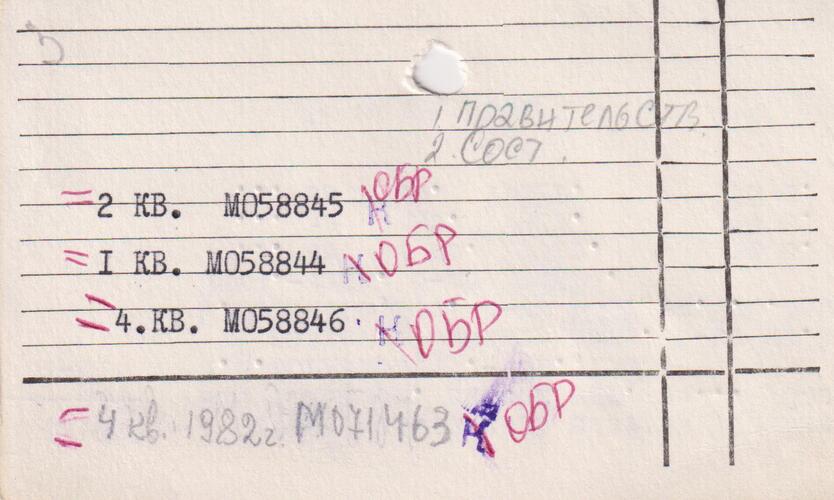 1. ПРАВИТЕЛЬСТВ.
2. СОСТ.
= 2 КВ. М058845 Н ОБР
= I КВ. М058844 Н ОБР
= 4.КВ. М058846 Н ОБР
= 4 кв. 1982г. М071463 Н ОБР